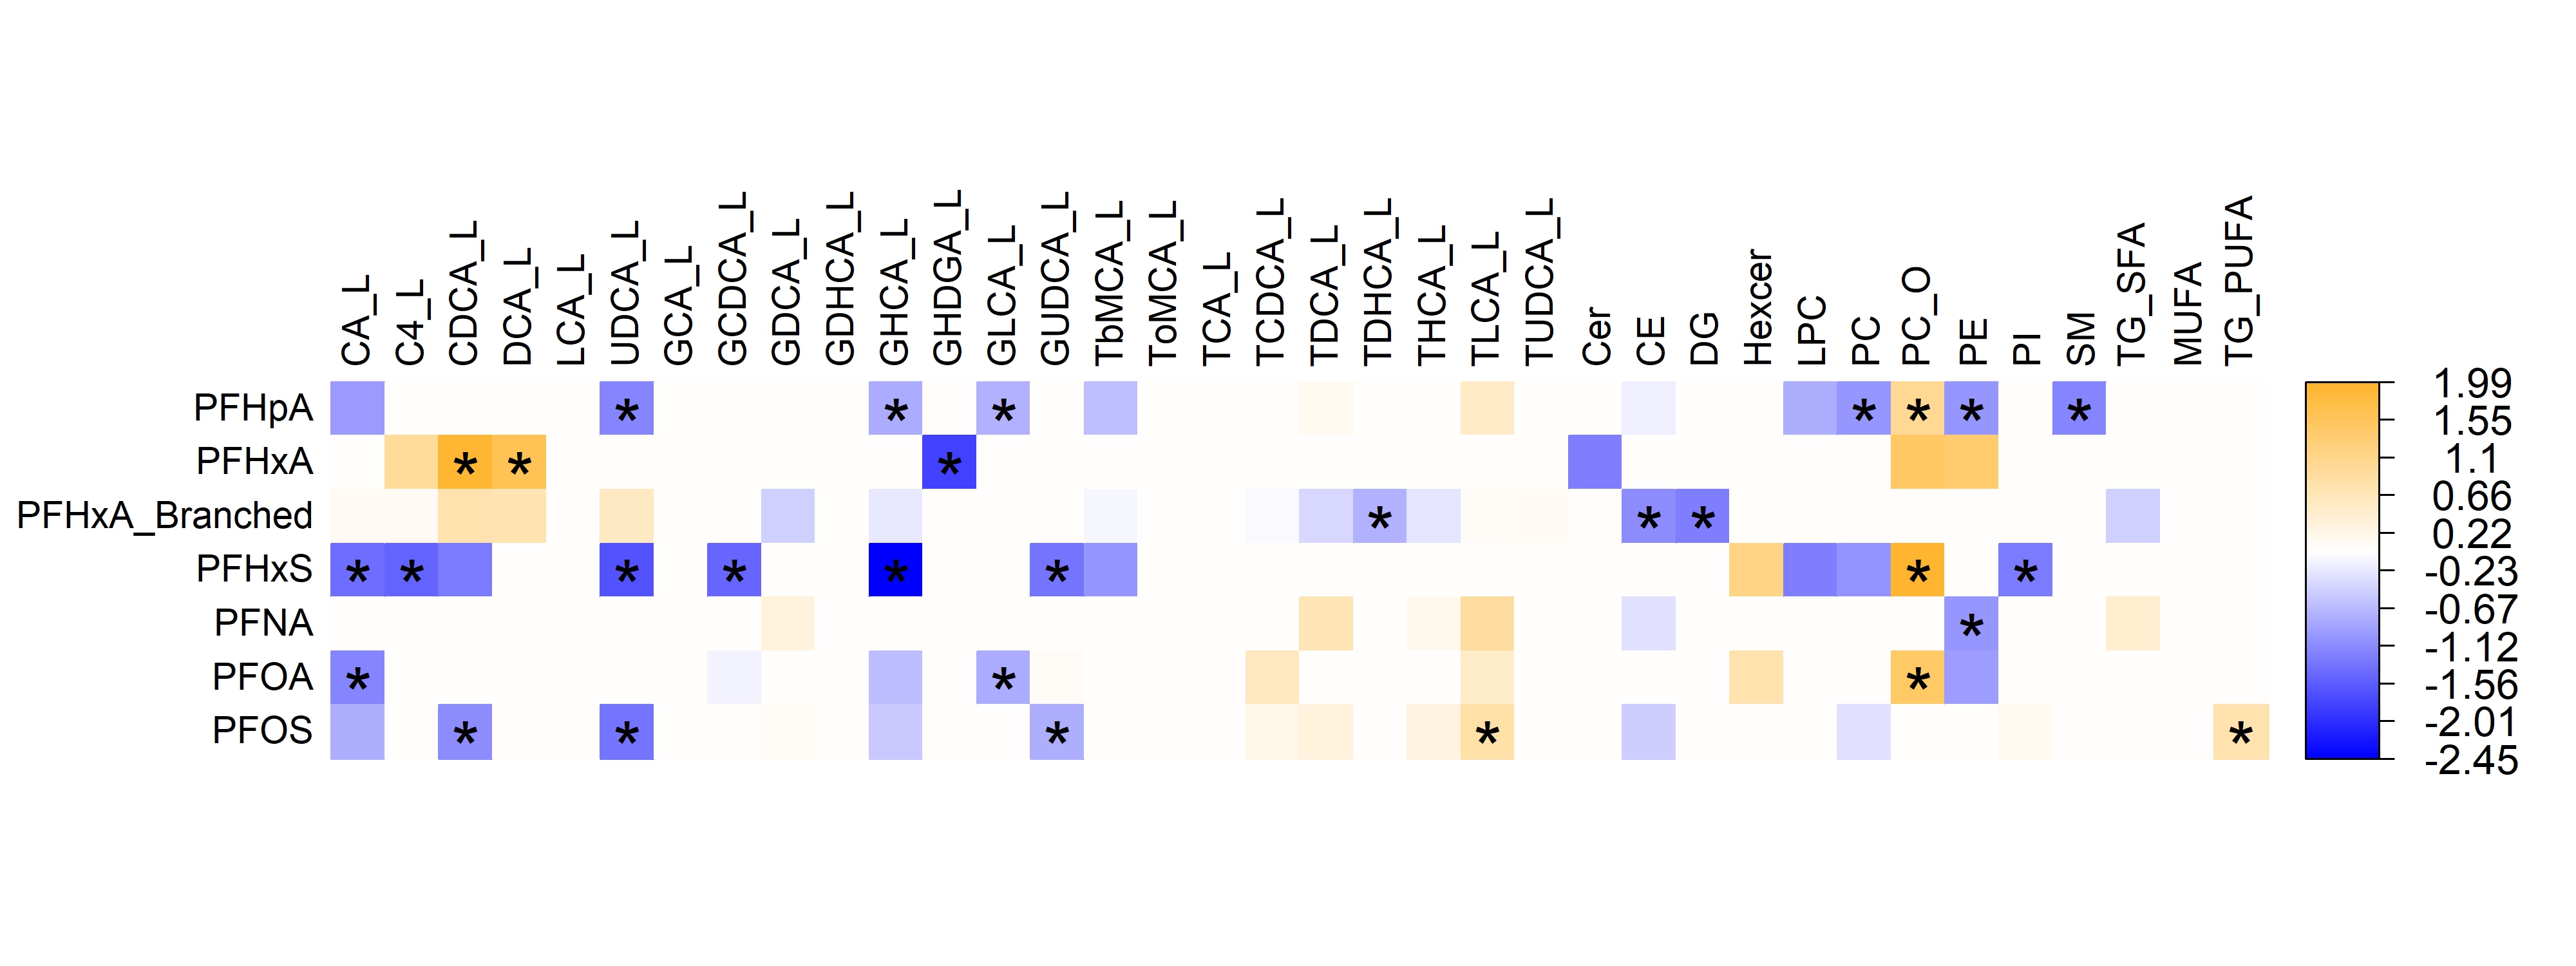 CA_L
C4_L
CDCA_L
DCA_L
LCA_L
UDCA_L
GCA_L
GCDCA_L
GDCA_L
GDHCA_L
GHCA_L
GHDGA_L
GLCA_L
GUDCA_L
TbMCA_L
ToMCA_L
TCA_L
TCDCA_L
TDCA_L
TDHCA_L
THCA_L
TLCA_L
TUDCA_L
Cer
CE
DG
Hexcer
LPC
PC
PC_O
PE
PI
SM
TG_SFA
MUFA
TG_PUFA
PFHpA * * * * * * *
PFHxA * * *
PFHxA_Branched * * *
PFHxS * * * * * * * *
PFNA *
PFOA * * *
PFOS * * * * *
1.99
1.55
1.1
0.66
0.22
-0.23
-0.67
-1.12
-1.56
-2.01
-2.45